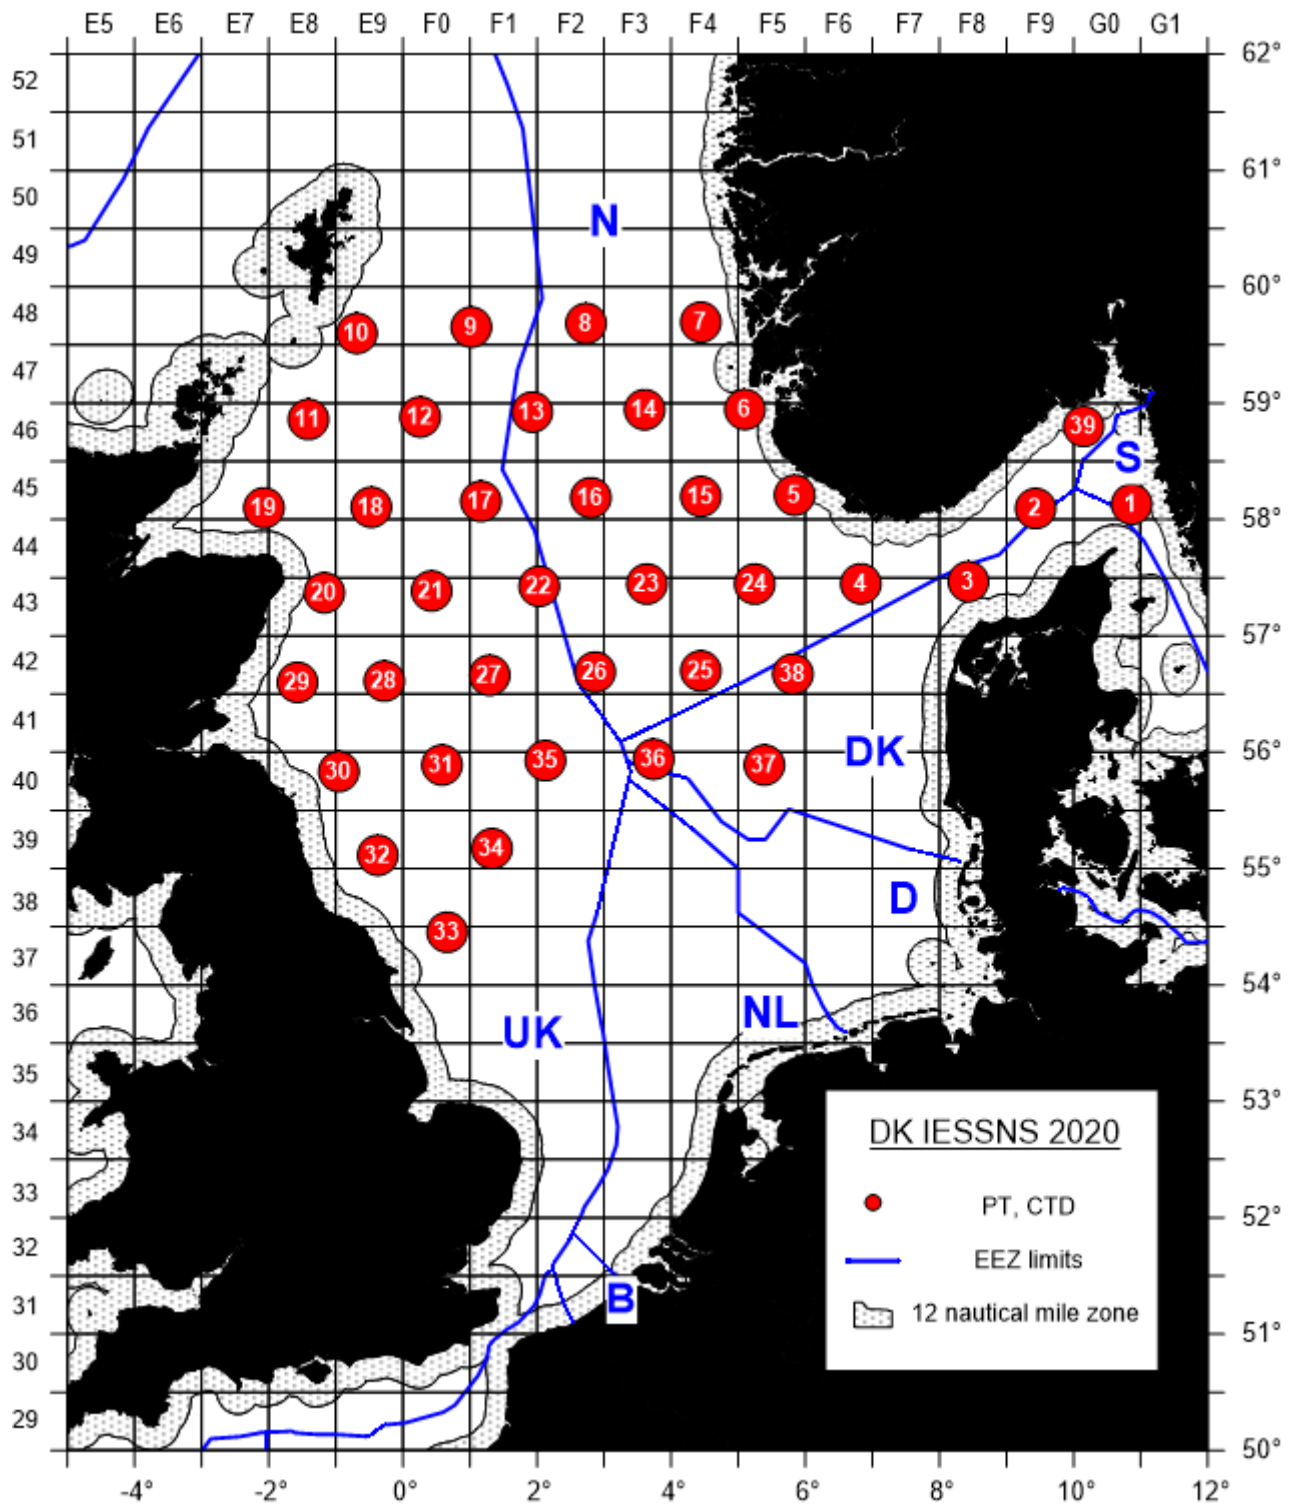 E5 E6 E7 E8 E9 F0 F1 F2 F3 F4 F5 F6 F7 F8 F9 G0 G1
62°
52
51
61°
50
N
49
60°
48
10 9 8 7
47
59°
11 12 13 14 6 39
46
S
45
19 18 17 16 15 5 2 1
58°
44
20 21 22 23 24 4 3
43
57°
42
29 28 27 26 25 38
41
DK
56°
30 31 35 36 37
40
39
32 34
55°
38
D
33
37
54°
36
NL
UK
35
53°
34
DK IESSNS 2020
33
PT, CTD
52°
32
EEZ limits
B
31
12 nautical mile zone
51°
30
29
50°
-4° -2° 0° 2° 4° 6° 8° 10° 12°